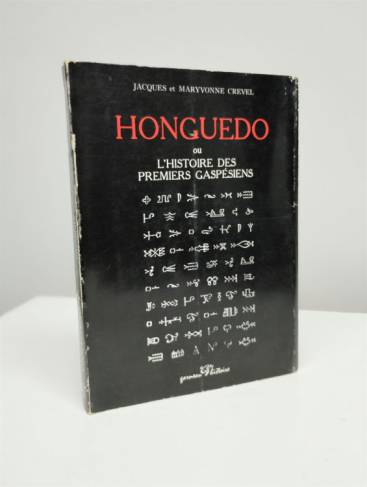 JACQUES et MARYVONNE CREVEL
HONGUEDO
ou
L'HISTOIRE DES
PREMIERS GASPÉSIENS